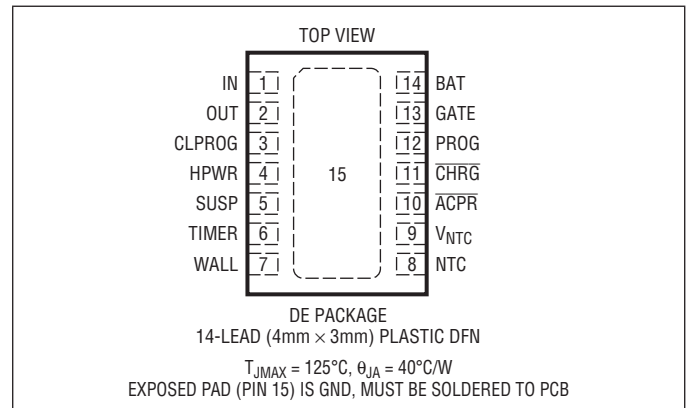 TOP VIEW
IN 1 14 BAT
OUT 2 13 GATE
CLPROG 3 12 PROG
HPWR 4 15 11 CHRG
SUSP 5 10 ACPR
TIMER 6 9 VNTC
WALL 7 8 NTC
DE PACKAGE
14-LEAD (4mm × 3mm) PLASTIC DFN
TJMAX = 125°C, θJA = 40°C/W
EXPOSED PAD (PIN 15) IS GND, MUST BE SOLDERED TO PCB